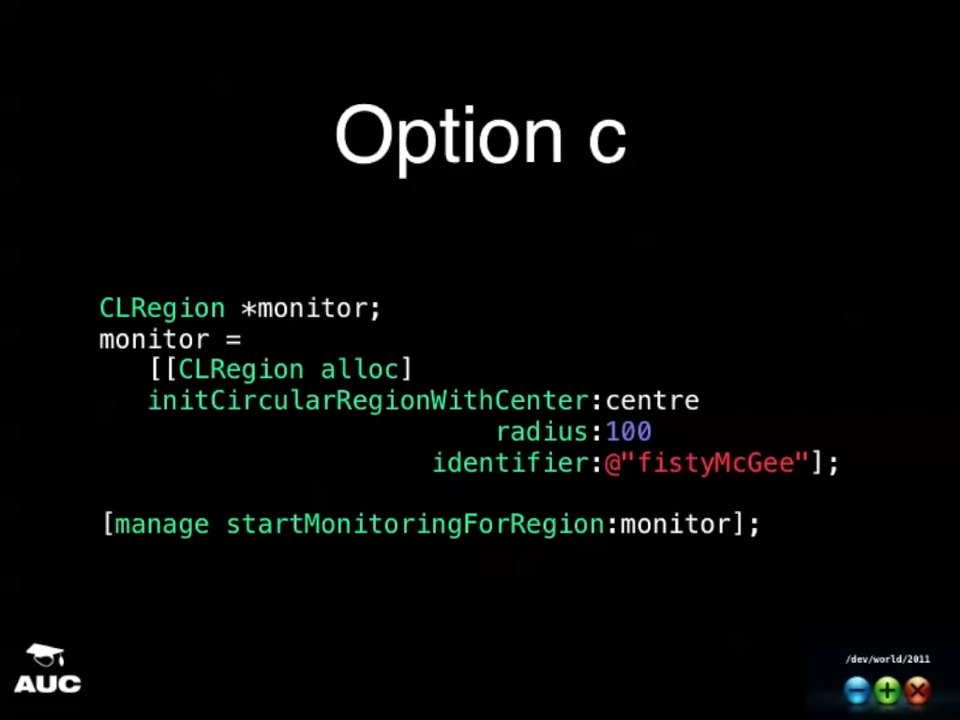 Option c
CLRegion *monitor;
monitor =
[[CLRegion alloc]
initCircularRegionWithCenter:centre
radius:100
identifier:@"fistyMcGee"];
[manage startMonitoringForRegion:monitor];
AUC
/dev/world/2011